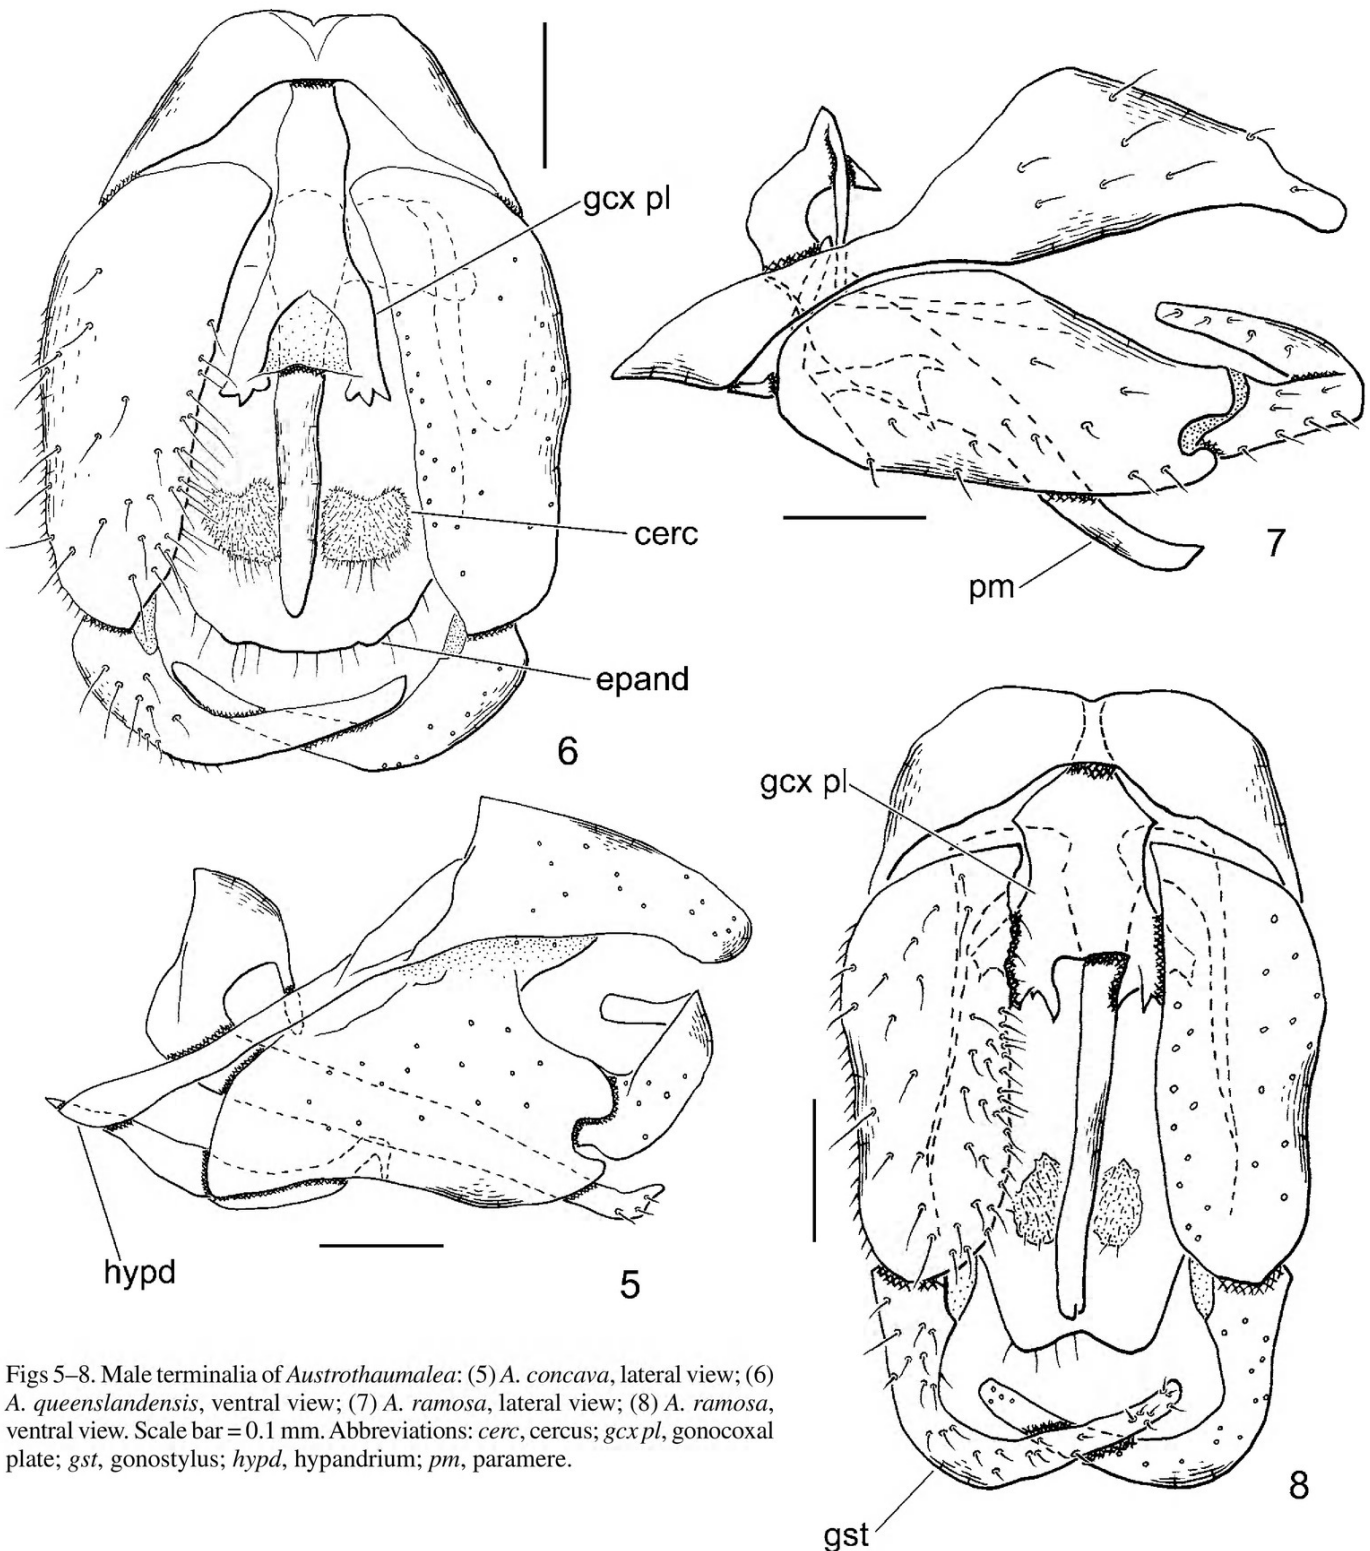 gcx pl
cerc
epand
6
pm
7
hypd
5
gcx pl
gst
8
Figs 5–8. Male terminalia of Austrothaumalea: (5) A. concava, lateral view; (6)
A. queenslandensis, ventral view; (7) A. ramosa, lateral view; (8) A. ramosa,
ventral view. Scale bar = 0.1 mm. Abbreviations: cerc, cercus; gcx pl, gonocoxal
plate; gst, gonostylus; hypd, hypandrium; pm, paramere.